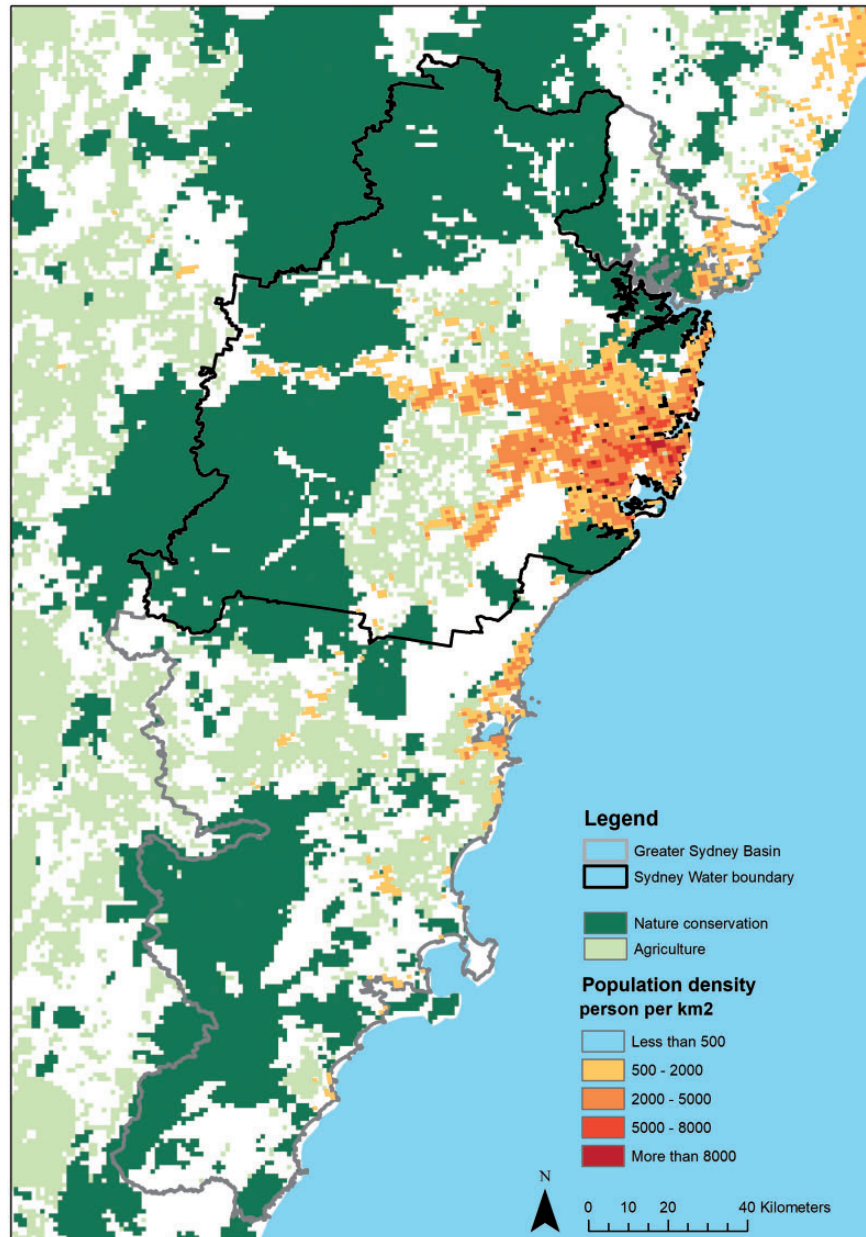 Legend
Greater Sydney Basin
Sydney Water boundary
Nature conservation
Agriculture
Population density
person per km2
Less than 500
500 - 2000
2000 - 5000
5000 - 8000
More than 8000
N
0 10 20 40 Kilometers